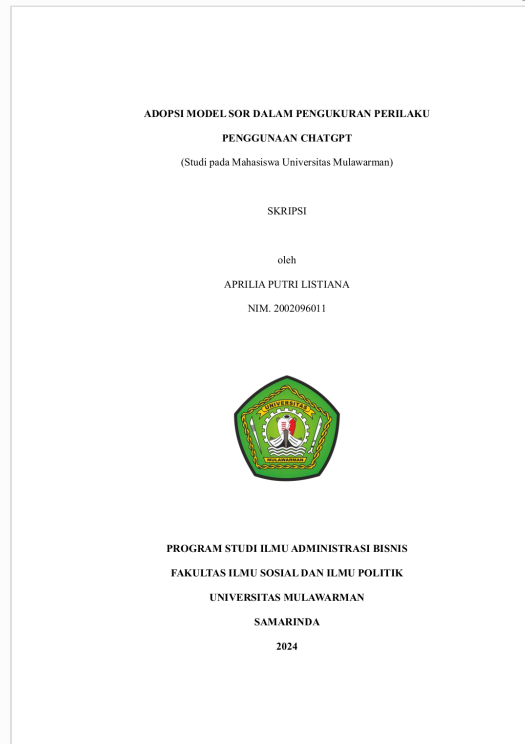 ADOPSI MODEL SOR DALAM PENGUKURAN PERILAKU
PENGGUNAAN CHATGPT
(Studi pada Mahasiswa Universitas Mulawarman)
SKRIPSI
oleh
APRILIA PUTRI LISTIANA
NIM. 2002096011
UNIVERSITAS
MULAWARMAN
PROGRAM STUDI ILMU ADMINISTRASI BISNIS
FAKULTAS ILMU SOSIAL DAN ILMU POLITIK
UNIVERSITAS MULAWARMAN
SAMARINDA
2024